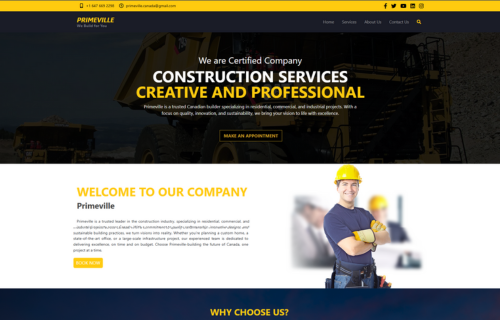 +1 647 569 2290 primeville.canada@gmail.com
PRIMEVILLE
We Build For You
Home Services About Us Contact Us
We are Certified Company
CONSTRUCTION SERVICES
CREATIVE AND PROFESSIONAL
Primeville is a trusted Canadian builder specializing in residential, commercial, and industrial projects. With a
focus on quality, innovation, and sustainability, we bring your vision to life with excellence.
MAKE AN APPOINTMENT
WELCOME TO OUR COMPANY
Primeville
Primeville is a trusted leader in the construction industry, specializing in residential, commercial, and
sustainable building practices, we turn visions into reality. Whether you're planning a custom home, a
state-of-the-art office, or a large-scale infrastructure project, our experienced team is dedicated to
delivering excellence, on time and on budget. Choose Primeville-building the future of Canada, one
project at a time.
WHY CHOOSE US?